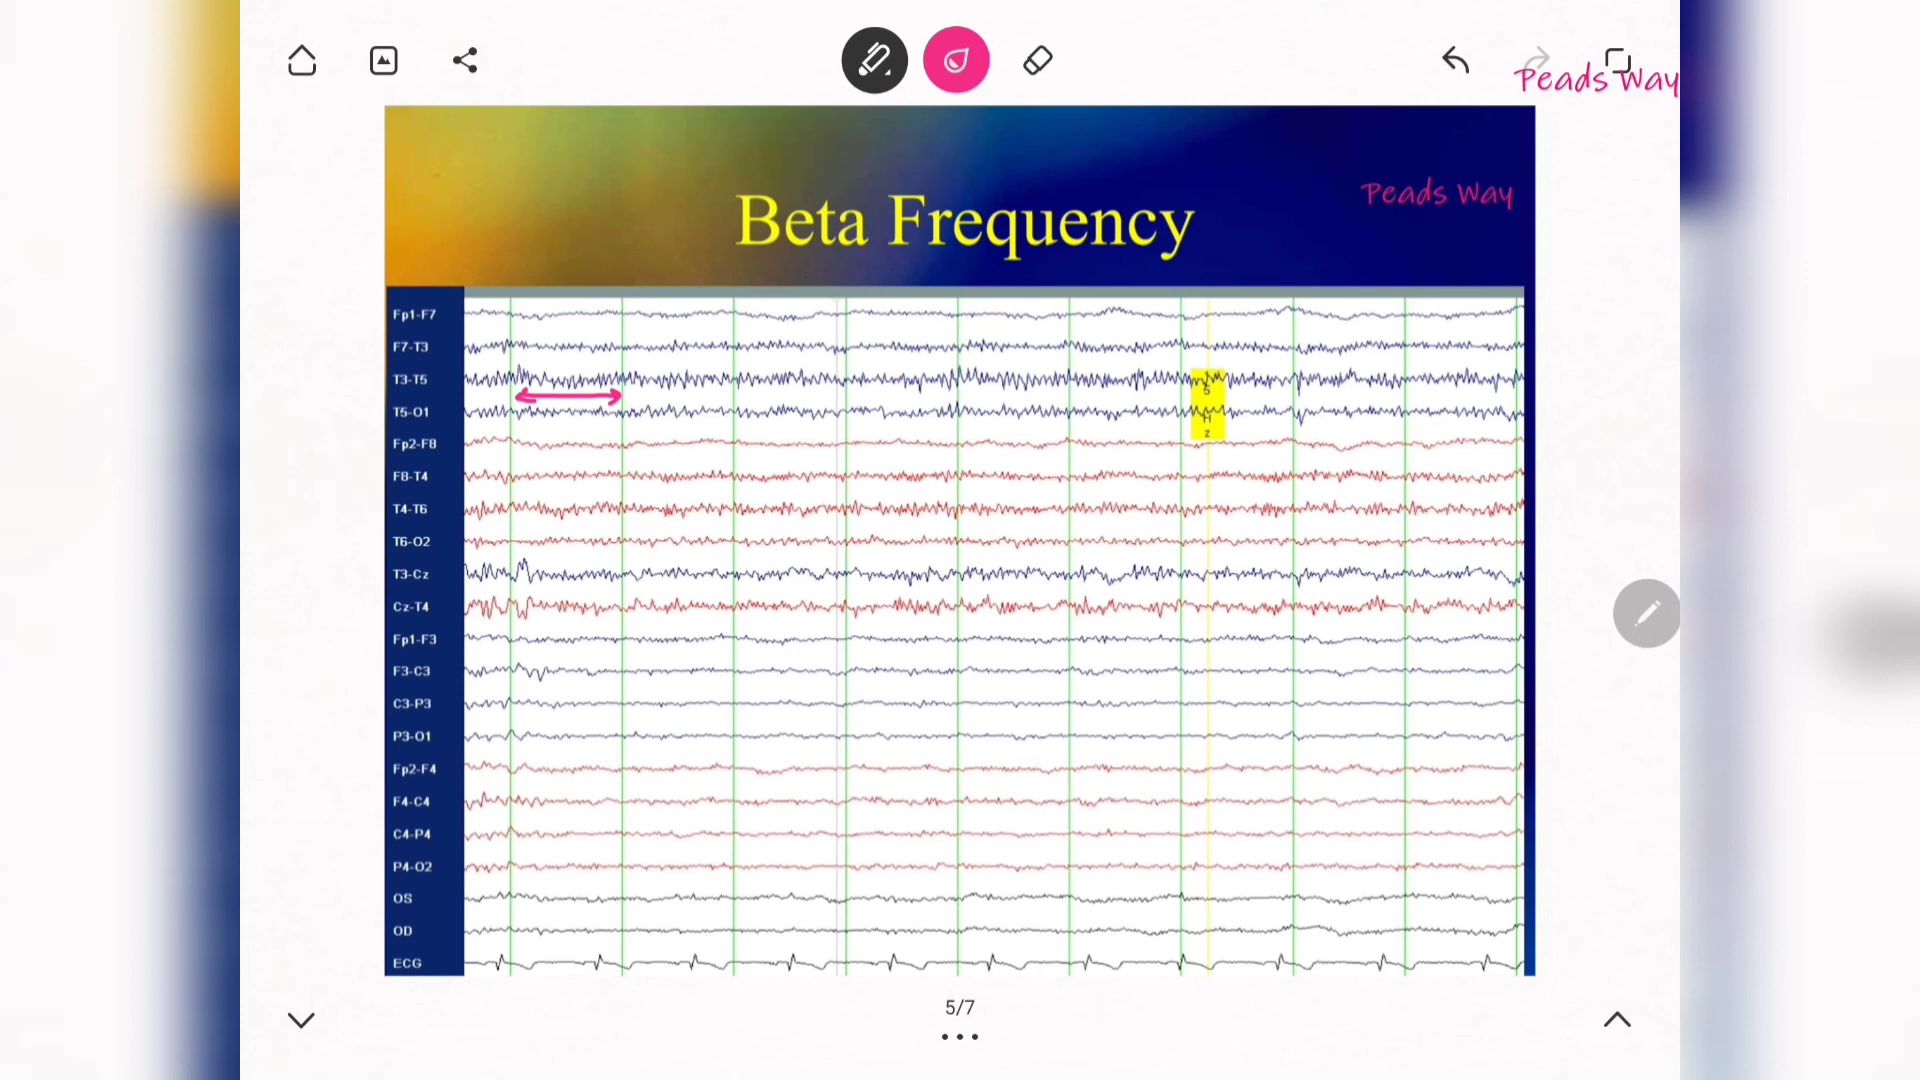 Peads Way
Peads Way
Beta Frequency
Fp1-F7
F7-T3
T3-T5
T5-O1
15
H
z
Fp2-F8
F8-T4
T4-T6
T6-O2
T3-Cz
Cz-T4
Fp1-F3
F3-C3
C3-P3
P3-O1
Fp2-F4
F4-C4
C4-P4
P4-O2
OS
OD
ECG
5/7